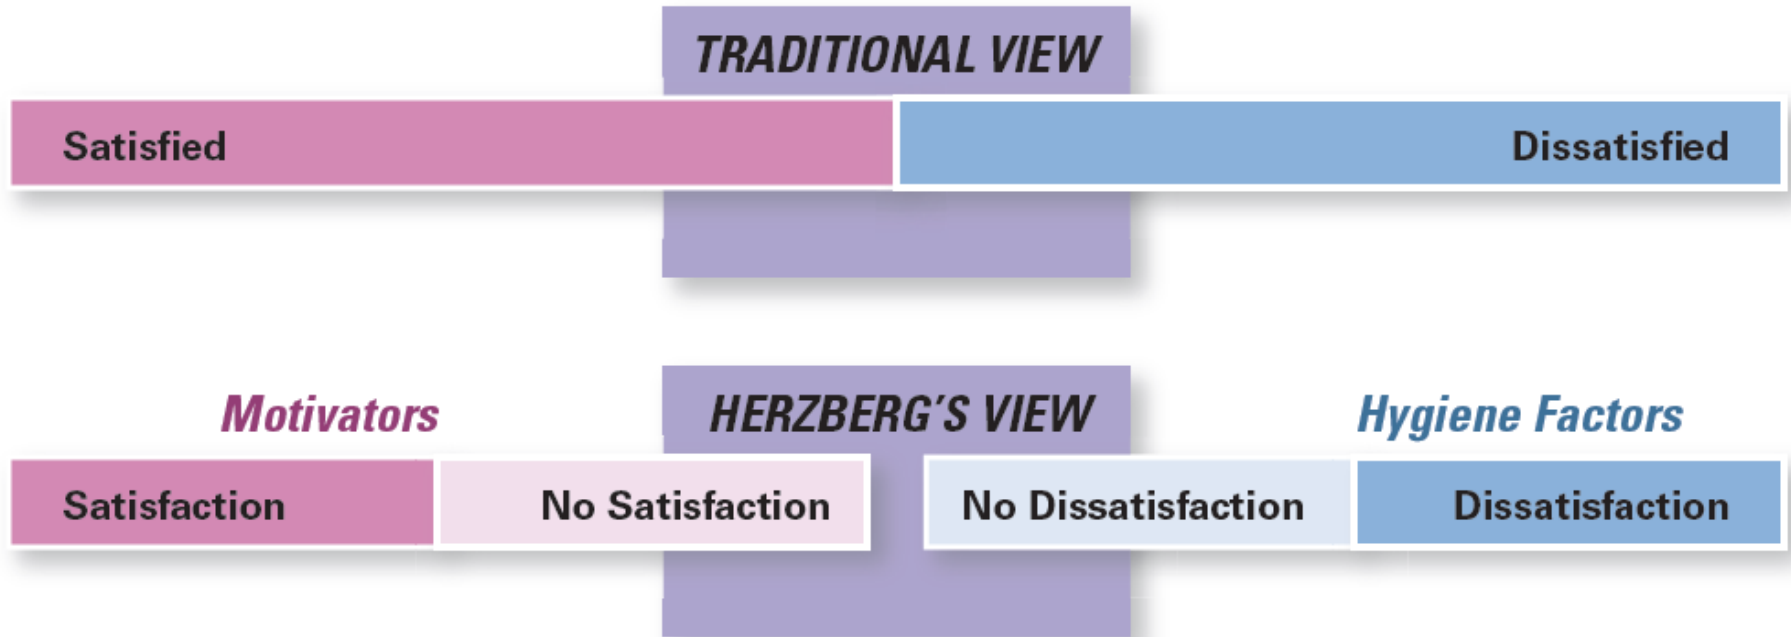 TRADITIONAL VIEW
Satisfied Dissatisfied
Motivators HERZBERG'S VIEW Hygiene Factors
Satisfaction No Satisfaction No Dissatisfaction Dissatisfaction